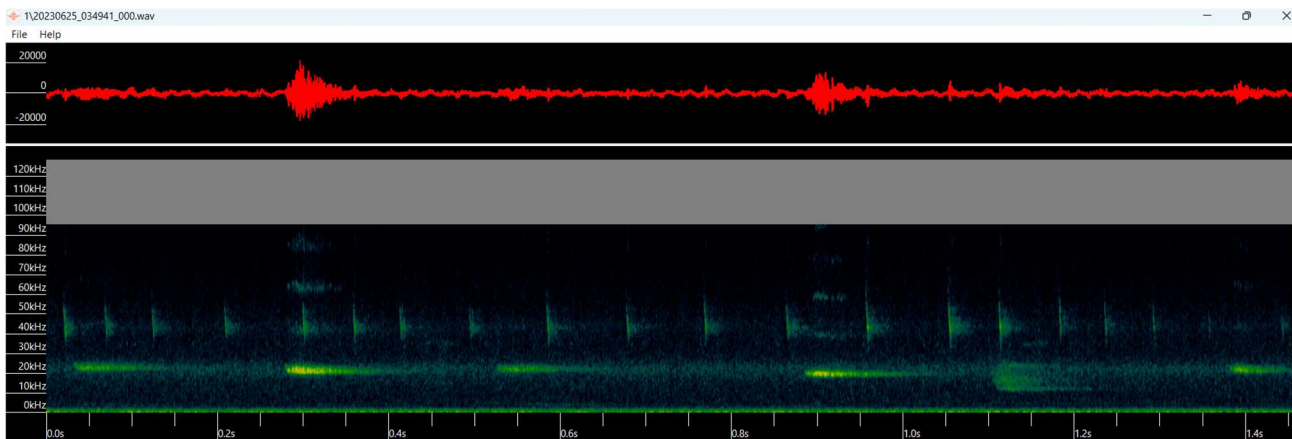 1\20230625_034941_000.wav
File Help
20000
0
-20000
120kHz
110kHz
100kHz
90kHz
80kHz
70kHz
60kHz
50kHz
40kHz
30kHz
20kHz
10kHz
0kHz
0.0s 0.2s 0.4s 0.6s 0.8s 1.0s 1.2s 1.4s